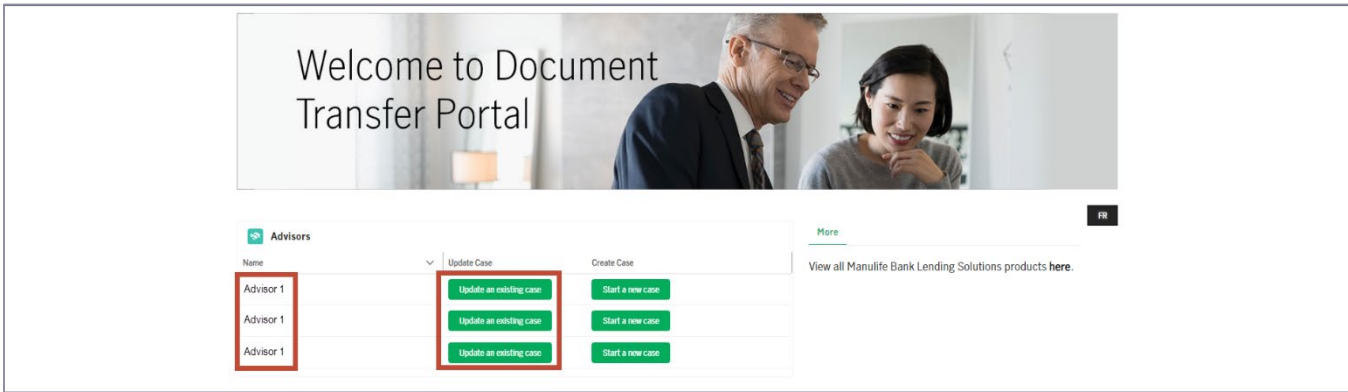 Welcome to Document
Transfer Portal
FR
Advisors
More
Name Update Case Create Case
View all Manulife Bank Lending Solutions products here.
Advisor 1 Update an existing case Start a new case
Advisor 1 Update an existing case Start a new case
Advisor 1 Update an existing case Start a new case